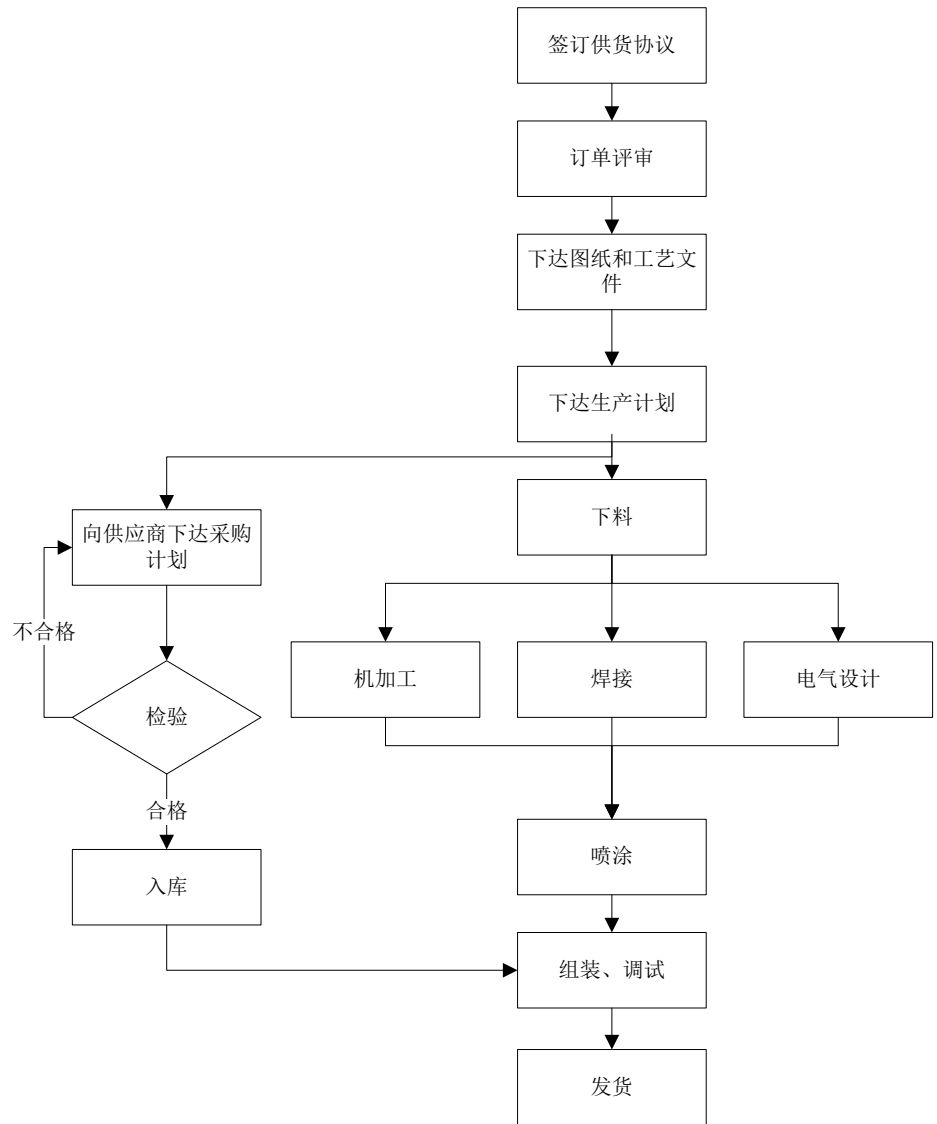 签订供货协议
订单评审
下达图纸和工艺文
件
下达生产计划
向供应商下达采购
计划
下料
不合格
机加工
焊接
电气设计
检验
合格
喷涂
入库
组装、调试
发货